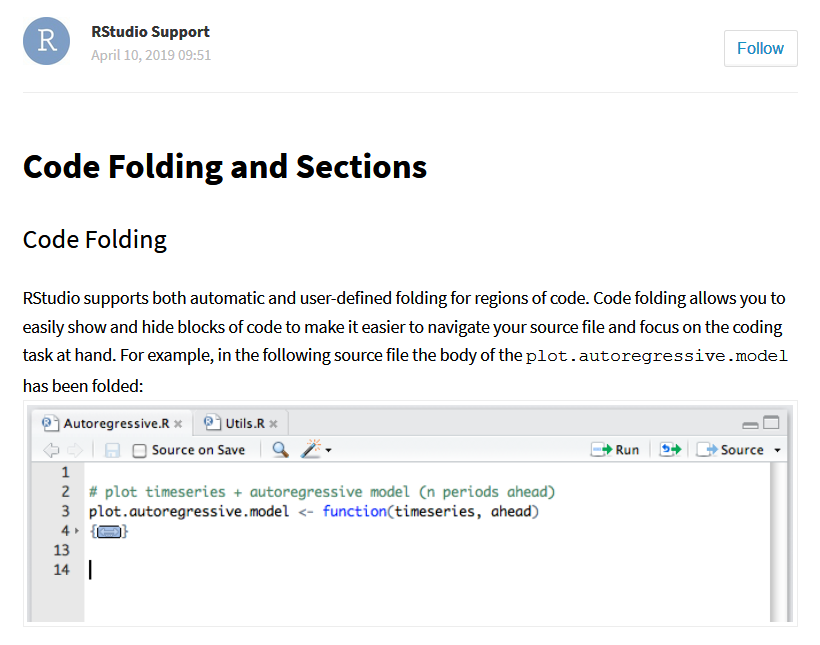 R
RStudio Support
April 10, 2019 09:51
Follow
Code Folding and Sections
Code Folding
RStudio supports both automatic and user-defined folding for regions of code. Code folding allows you to
easily show and hide blocks of code to make it easier to navigate your source file and focus on the coding
task at hand. For example, in the following source file the body of the plot.autoregressive.model
has been folded:
Autoregressive.R Utils.R
Source on Save Run Source
1
2 # plot timeseries + autoregressive model (n periods ahead)
3 plot.autoregressive.model <- function(timeseries, ahead)
4 {}
13
14